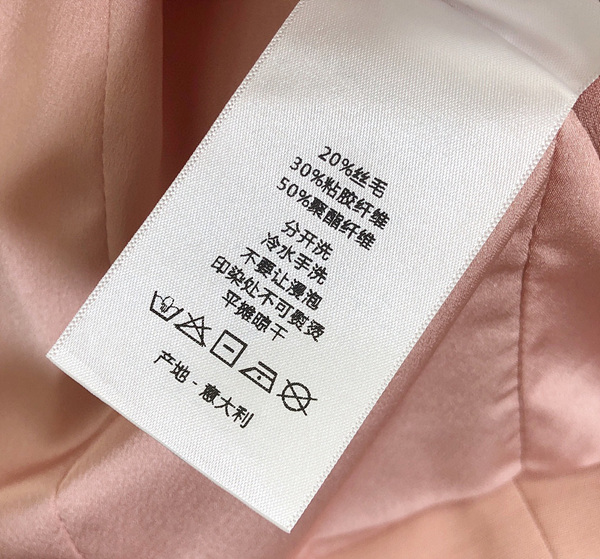 20%丝毛
30%粘胶纤维
50%聚酯纤维
分开洗
冷水手洗
不要让漫泡
印染处不可熨烫
平摊晾干
产地 - 意大利